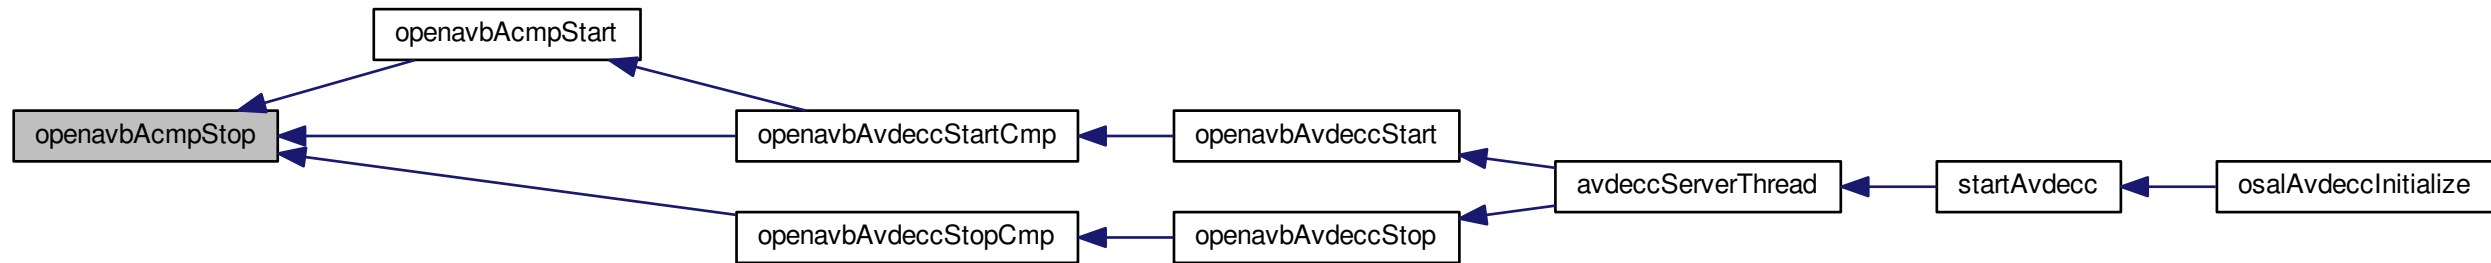 openavbAcmpStart
openavbAcmpStop
openavbAvdeccStartCmp
openavbAvdeccStart
avdeccServerThread
startAvdecc
osalAvdeccInitialize
openavbAvdeccStopCmp
openavbAvdeccStop